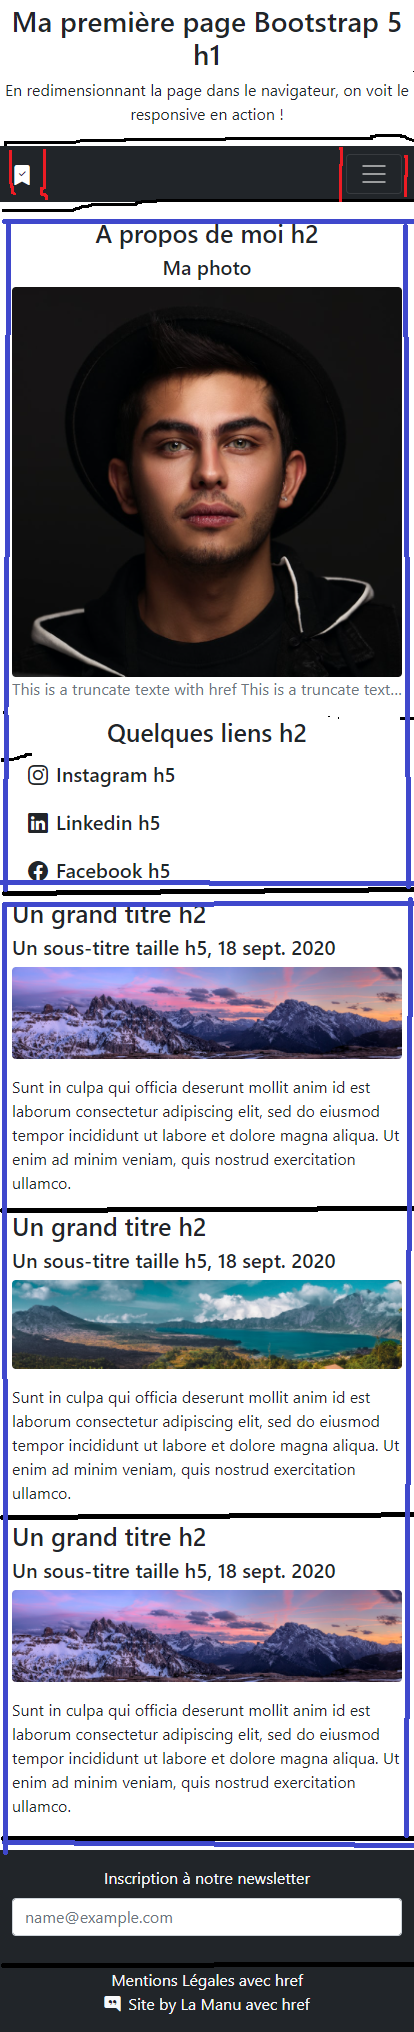 Ma première page Bootstrap 5
h1
En redimensionnant la page dans le navigateur, on voit le
responsive en action !
A propos de moi h2
Ma photo
This is a truncate texte with href This is a truncate text...
Quelques liens h2
Instagram h5
Linkedin h5
Facebook h5
Un grand titre h2
Un sous-titre taille h5, 18 sept. 2020
Sunt in culpa qui officia deserunt mollit anim id est
laborum consectetur adipiscing elit, sed do eiusmod
tempor incididunt ut labore et dolore magna aliqua. Ut
enim ad minim veniam, quis nostrud exercitation
ullamco.
Un grand titre h2
Un sous-titre taille h5, 18 sept. 2020
Sunt in culpa qui officia deserunt mollit anim id est
laborum consectetur adipiscing elit, sed do eiusmod
tempor incididunt ut labore et dolore magna aliqua. Ut
enim ad minim veniam, quis nostrud exercitation
ullamco.
Un grand titre h2
Un sous-titre taille h5, 18 sept. 2020
Sunt in culpa qui officia deserunt mollit anim id est
laborum consectetur adipiscing elit, sed do eiusmod
tempor incididunt ut labore et dolore magna aliqua. Ut
enim ad minim veniam, quis nostrud exercitation
ullamco.
Inscription à notre newsletter
name@example.com
Mentions Légales avec href
Site by La Manu avec href